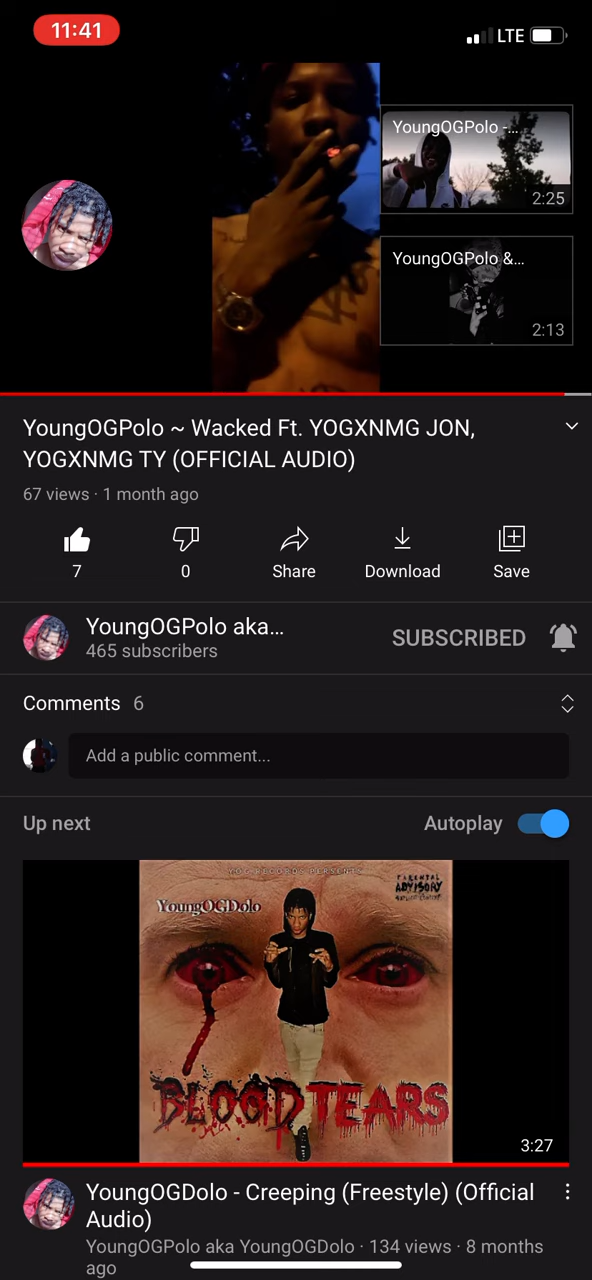 11:41
LTE
YoungOGPolo -...
2:25
YoungOGPolo &...
2:13
YoungOGPolo ~ Wacked Ft. YOGXNMG JON,
YOGXNMG TY (OFFICIAL AUDIO)
67 views · 1 month ago
7
0
Share
Download
Save
YoungOGPolo aka...
465 subscribers
SUBSCRIBED
Comments 6
Add a public comment...
Up next
Autoplay
PARENTAL
ADVISORY
YoungOGDolo
BLOOD TEARS
3:27
YoungOGDolo - Creeping (Freestyle) (Official
Audio)
YoungOGPolo aka YoungOGDolo · 134 views · 8 months
ago